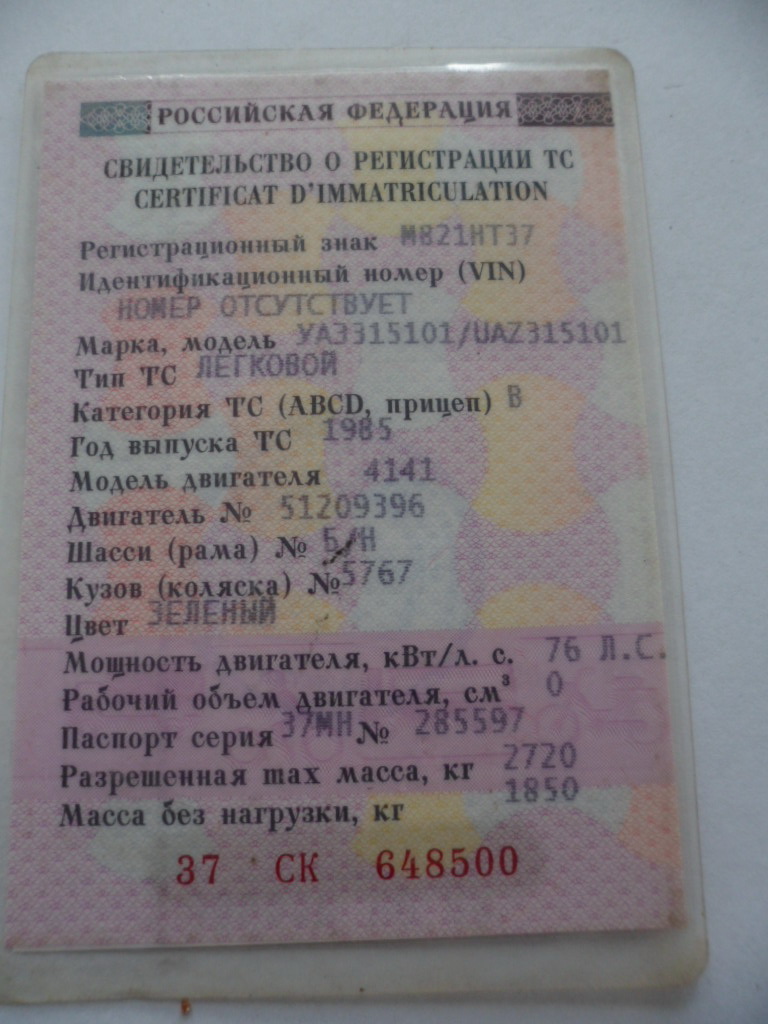 РОССИЙСКАЯ ФЕДЕРАЦИЯ
СВИДЕТЕЛЬСТВО О РЕГИСТРАЦИИ ТС
CERTIFICAT D'IMMATRICULATION
Регистрационный знак М821НТ37
Идентификационный номер (VIN)
НОМЕР ОТСУТСТВУЕТ
Марка, модель УАЗ315101/UAZ315101
Тип ТС ЛЕГКОВОЙ
Категория ТС (ABCD, прицеп) В
Год выпуска ТС 1985
Модель двигателя 4141
Двигатель № 51209396
Шасси (рама) № Б/Н
Кузов (коляска) № 5767
Цвет ЗЕЛЕНЫЙ
Мощность двигателя, кВт/л. с. 76 Л.С.
Рабочий объем двигателя, см³ 0
Паспорт серия 37МН № 285597
Разрешенная max масса, кг 2720
Масса без нагрузки, кг 1850
37 СК 648500